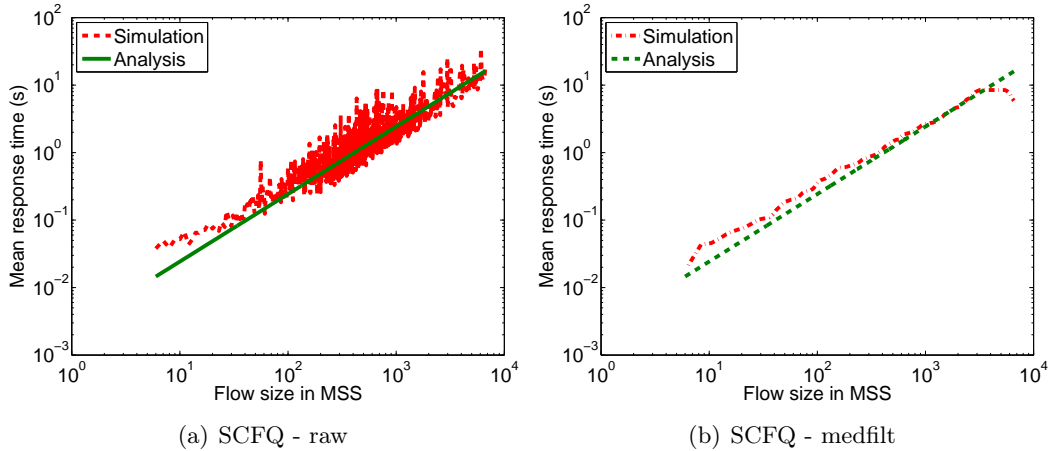 10^2
10^1
10^0
10^-1
10^-2
10^-3
Mean response time (s)
Simulation
Analysis
10^0 10^1 10^2 10^3 10^4
Flow size in MSS
(a) SCFQ - raw
10^2
10^1
10^0
10^-1
10^-2
10^-3
Mean response time (s)
Simulation
Analysis
10^0 10^1 10^2 10^3 10^4
Flow size in MSS
(b) SCFQ - medfilt